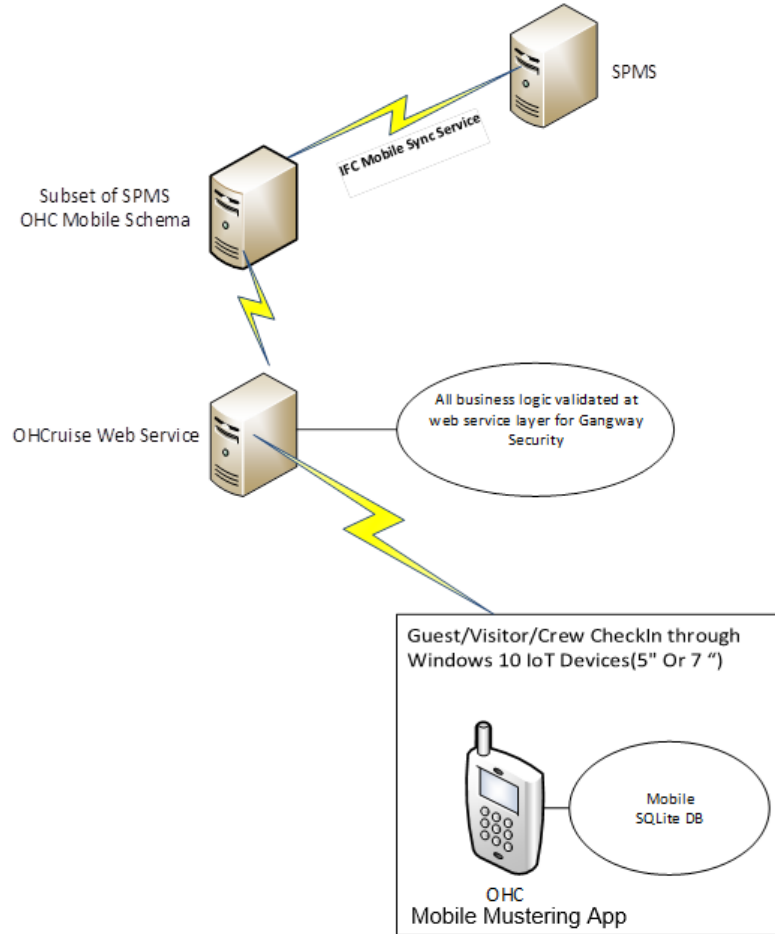 SPMS
IFC Mobile Sync Service
Subset of SPMS
OHC Mobile Schema
OHCruise Web Service
All business logic validated at
web service layer for Gangway
Security
Guest/Visitor/Crew CheckIn through
Windows 10 IoT Devices(5" Or 7 “)
Mobile
SQLite DB
OHC
Mobile Mustering App